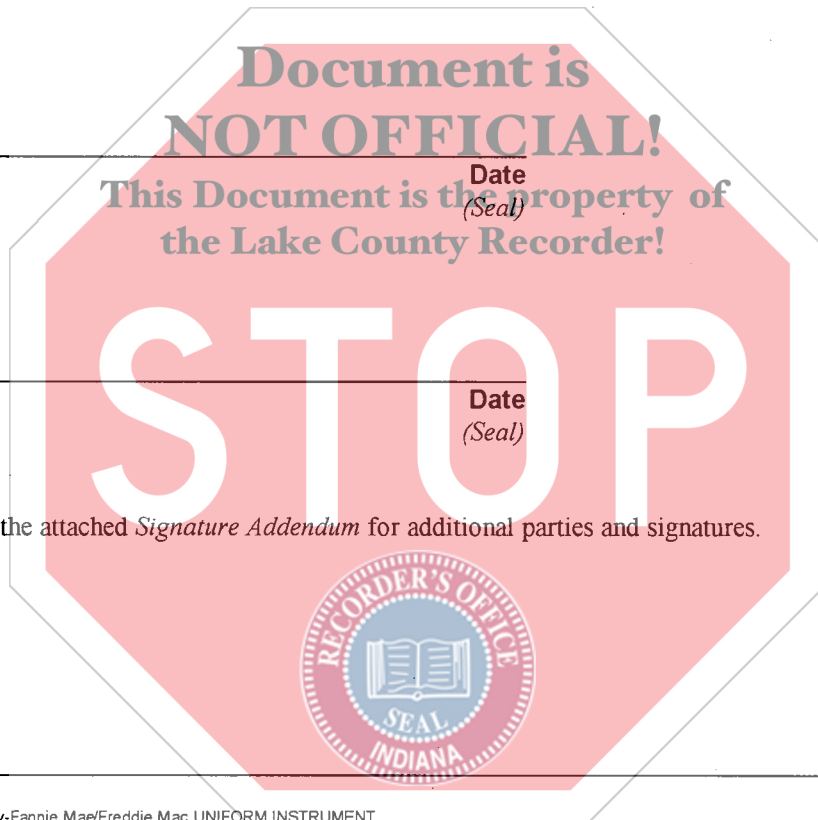 Document is
NOT OFFICIAL!
Date
This Document is the property of
(Seal)
the Lake County Recorder!
STOP
Date
(Seal)
the attached Signature Addendum for additional parties and signatures.
RECORDER'S OFFICE
SEAL
INDIANA
Fannie Mae/Freddie Mac UNIFORM INSTRUMENT